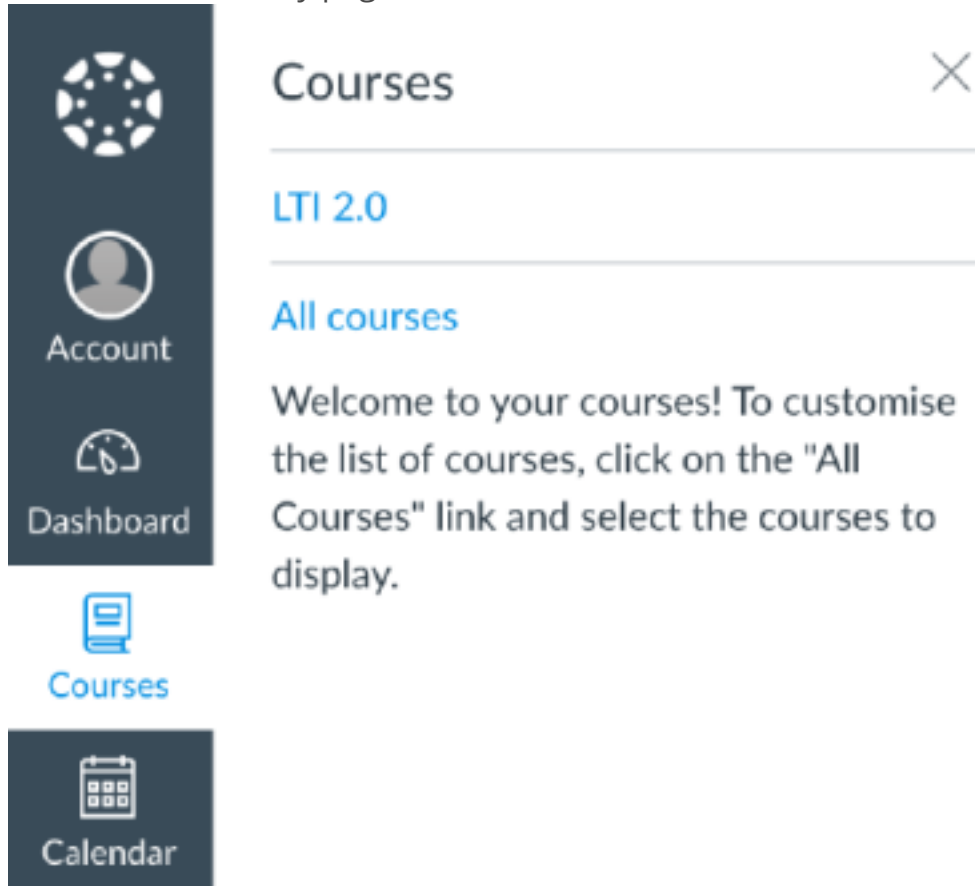 Courses
LTI 2.0
All courses
Welcome to your courses! To customise
the list of courses, click on the "All
Courses" link and select the courses to
display.
Account
Dashboard
Courses
Calendar